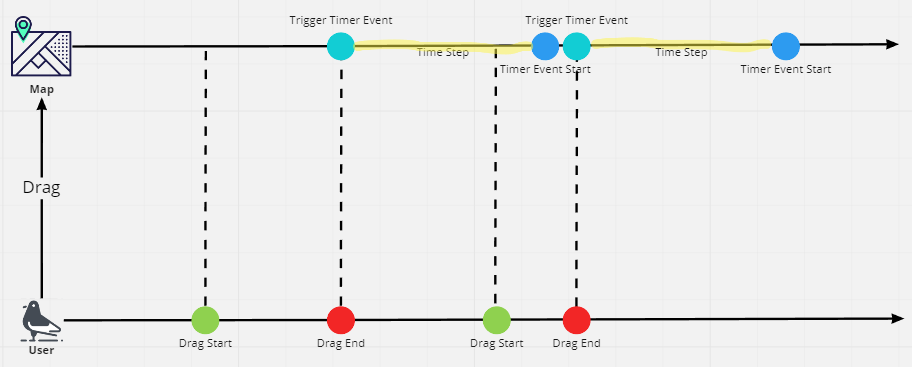 Trigger Timer Event
Trigger Timer Event
Time Step
Time Step
Timer Event Start
Timer Event Start
Map
Drag
User
Drag Start
Drag End
Drag Start
Drag End